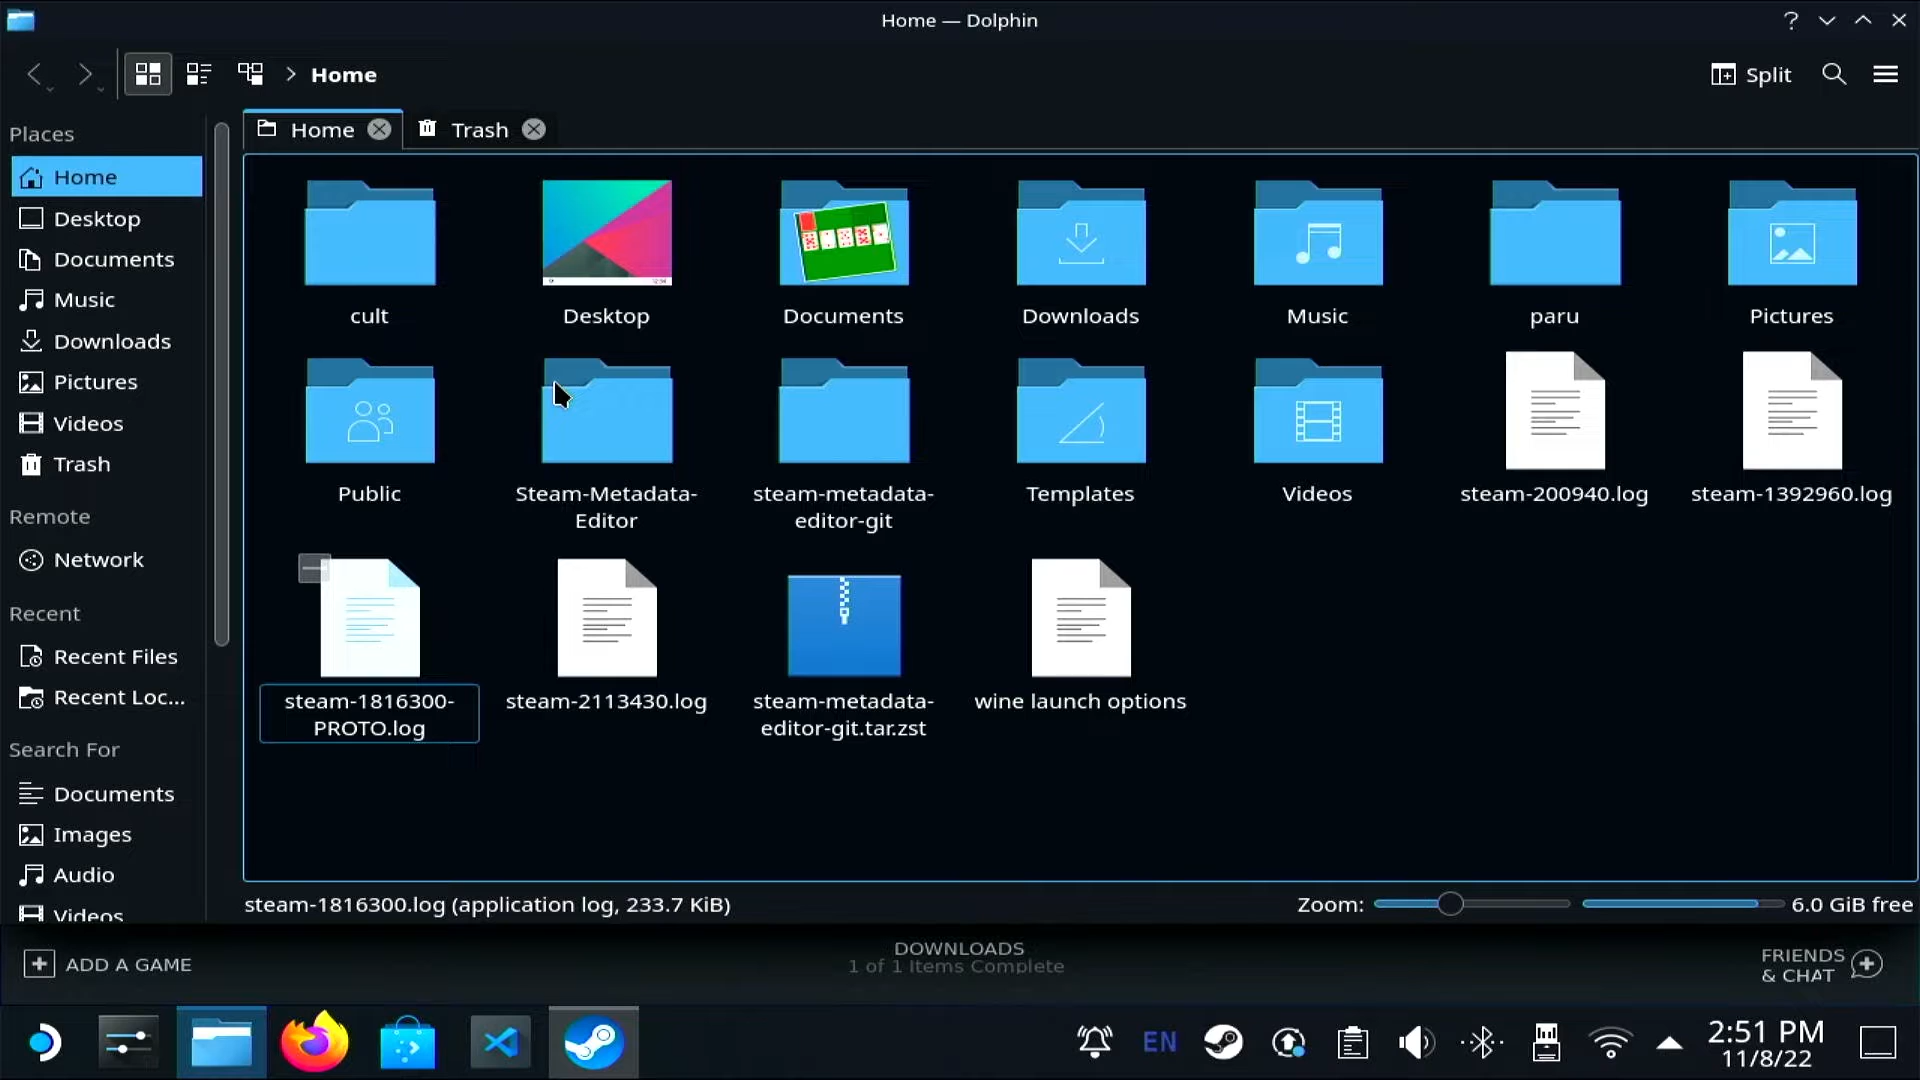 Home — Dolphin
Home
Split
Home
Trash
Places
Home
Desktop
Documents
Music
Downloads
Pictures
Videos
Trash
Remote
Network
Recent
Recent Files
Recent Loc...
Search For
Documents
Images
Audio
Videos
cult
Desktop
Documents
Downloads
Music
paru
Pictures
Public
Steam-Metadata-
Editor
steam-metadata-
editor-git
Templates
Videos
steam-200940.log
steam-1392960.log
steam-1816300-
PROTO.log
steam-2113430.log
steam-metadata-
editor-git.tar.zst
wine launch options
steam-1816300.log (application log, 233.7 KiB)
Zoom:
6.0 GiB free
ADD A GAME
DOWNLOADS
1 of 1 Items Complete
FRIENDS
& CHAT
EN
2:51 PM
11/8/22